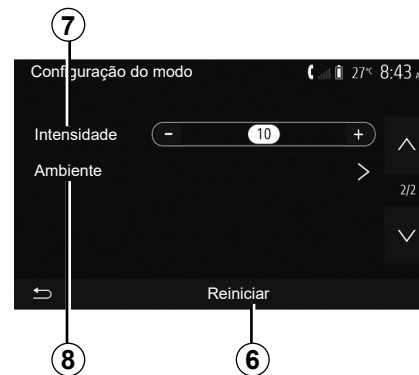 7
Configuração do modo 27°C 8:43
Intensidade - 10 +
Ambiente >
2/2
Reiniciar
8 6